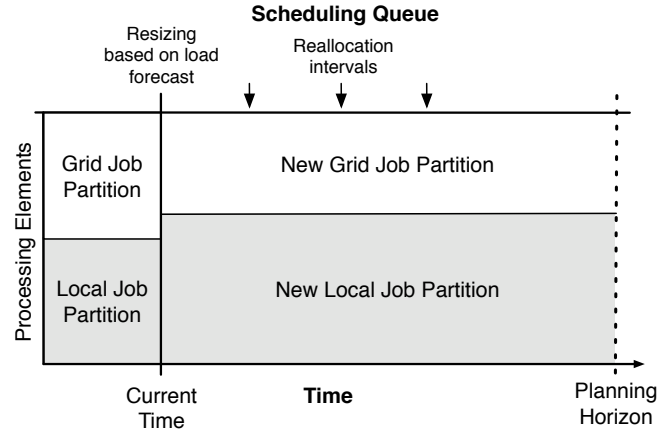 Scheduling Queue
Resizing
based on load
forecast
Reallocation
intervals
Processing Elements
Grid Job
Partition
New Grid Job Partition
Local Job
Partition
New Local Job Partition
Current
Time
Time
Planning
Horizon